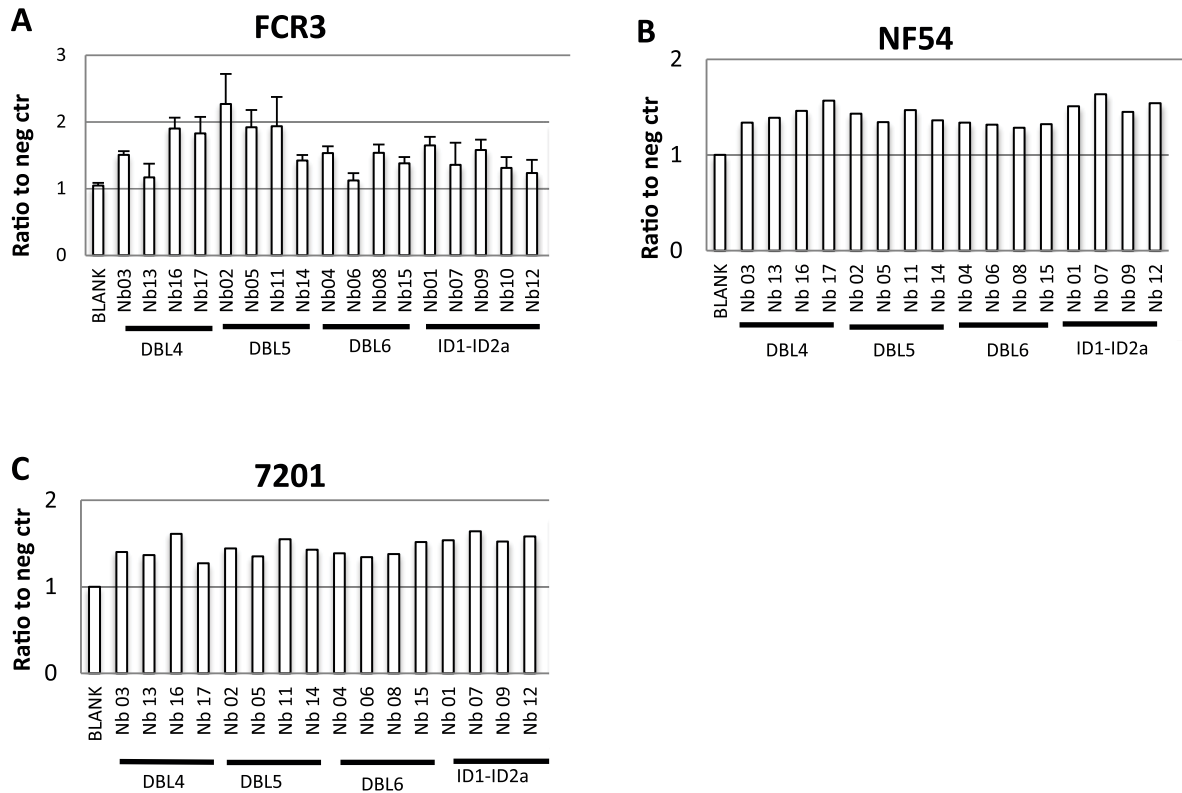 A
FCR3
Ratio to neg ctr
3
2
1
0
BLANK
Nb03
Nb13
Nb16
Nb17
Nb02
Nb05
Nb11
Nb14
Nb04
Nb06
Nb08
Nb15
Nb01
Nb07
Nb09
Nb10
Nb12
DBL4
DBL5
DBL6
ID1-ID2a
B
NF54
Ratio to neg ctr
2
1
0
BLANK
Nb 03
Nb 13
Nb 16
Nb 17
Nb 02
Nb 05
Nb 11
Nb 14
Nb 04
Nb 06
Nb 08
Nb 15
Nb 01
Nb 07
Nb 09
Nb 12
DBL4
DBL5
DBL6
ID1-ID2a
C
7201
Ratio to neg ctr
2
1
0
BLANK
Nb 03
Nb 13
Nb 16
Nb 17
Nb 02
Nb 05
Nb 11
Nb 14
Nb 04
Nb 06
Nb 08
Nb 15
Nb 01
Nb 07
Nb 09
Nb 12
DBL4
DBL5
DBL6
ID1-ID2a